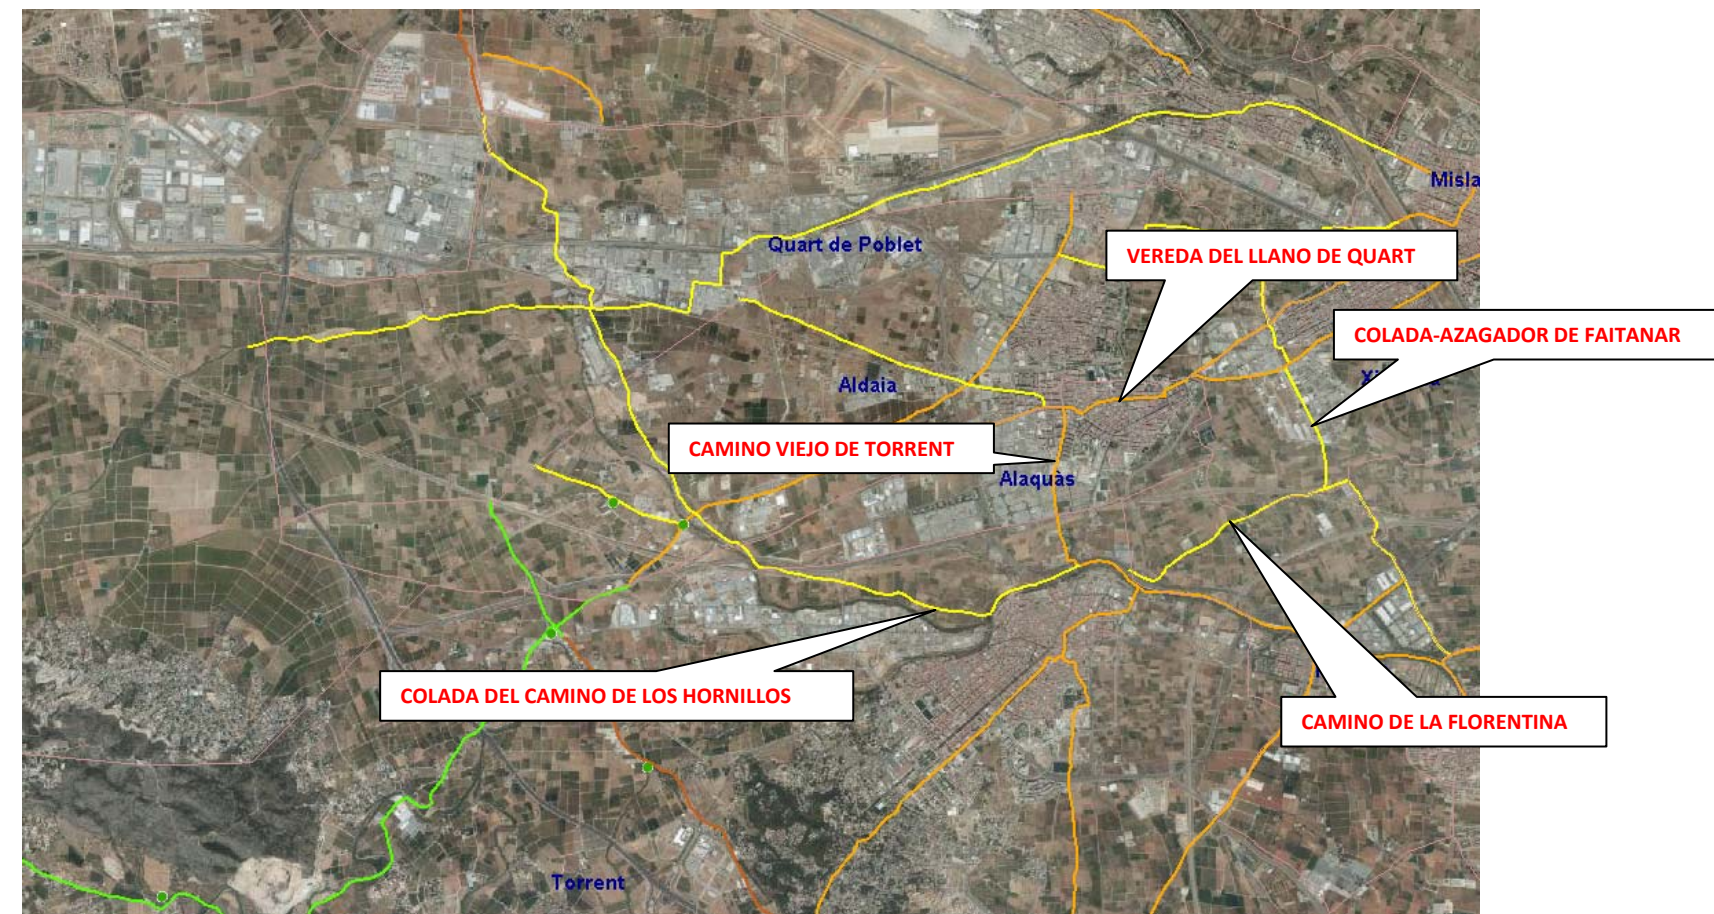 Misla
Quart de Poblet
VEREDA DEL LLANO DE QUART
COLADA-AZAGADOR DE FAITANAR
Aldaia
CAMINO VIEJO DE TORRENT
Alaquàs
COLADA DEL CAMINO DE LOS HORNILLOS
CAMINO DE LA FLORENTINA
Torrent